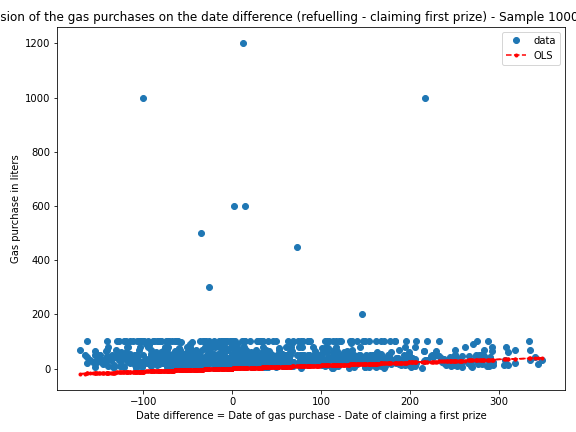 sion of the gas purchases on the date difference (refuelling - claiming first prize) - Sample 1000
data
OLS
1200
1000
800
600
400
200
0
Gas purchase in liters
−100
0
100
200
300
Date difference = Date of gas purchase - Date of claiming a first prize